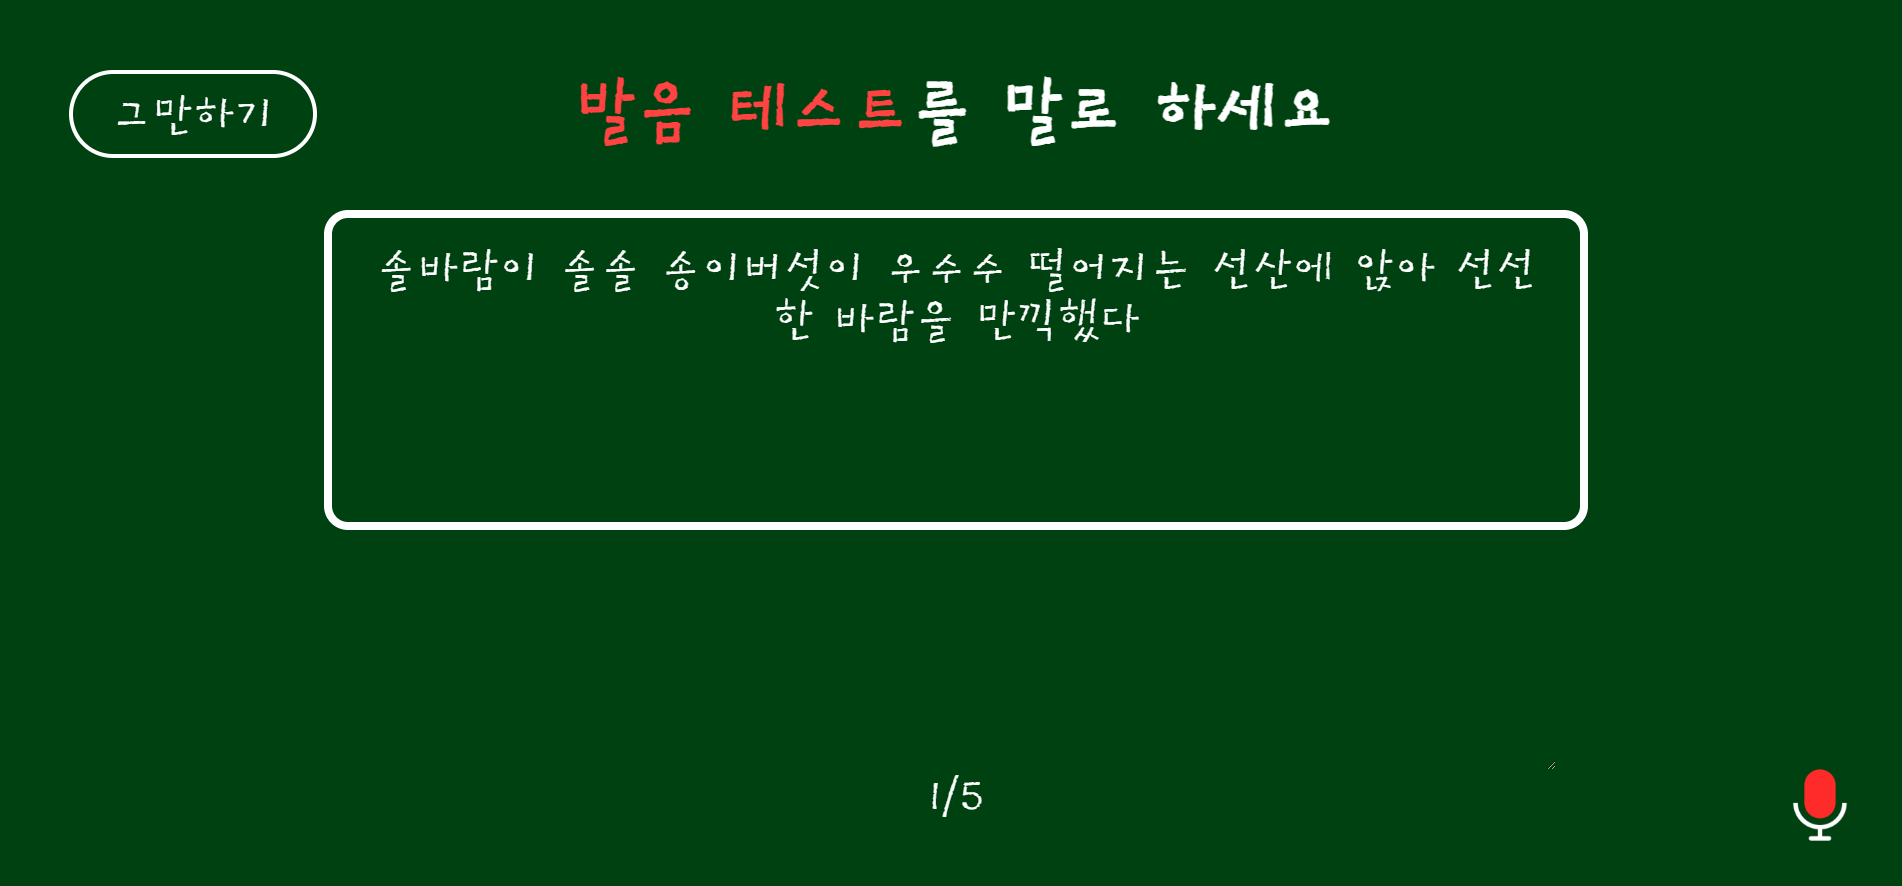 그만하기
발음 테스트를 말로 하세요
솔바람이 솔솔 송이버섯이 우수수 떨어지는 선산에 앉아 선선
한 바람을 만끽했다
1/5